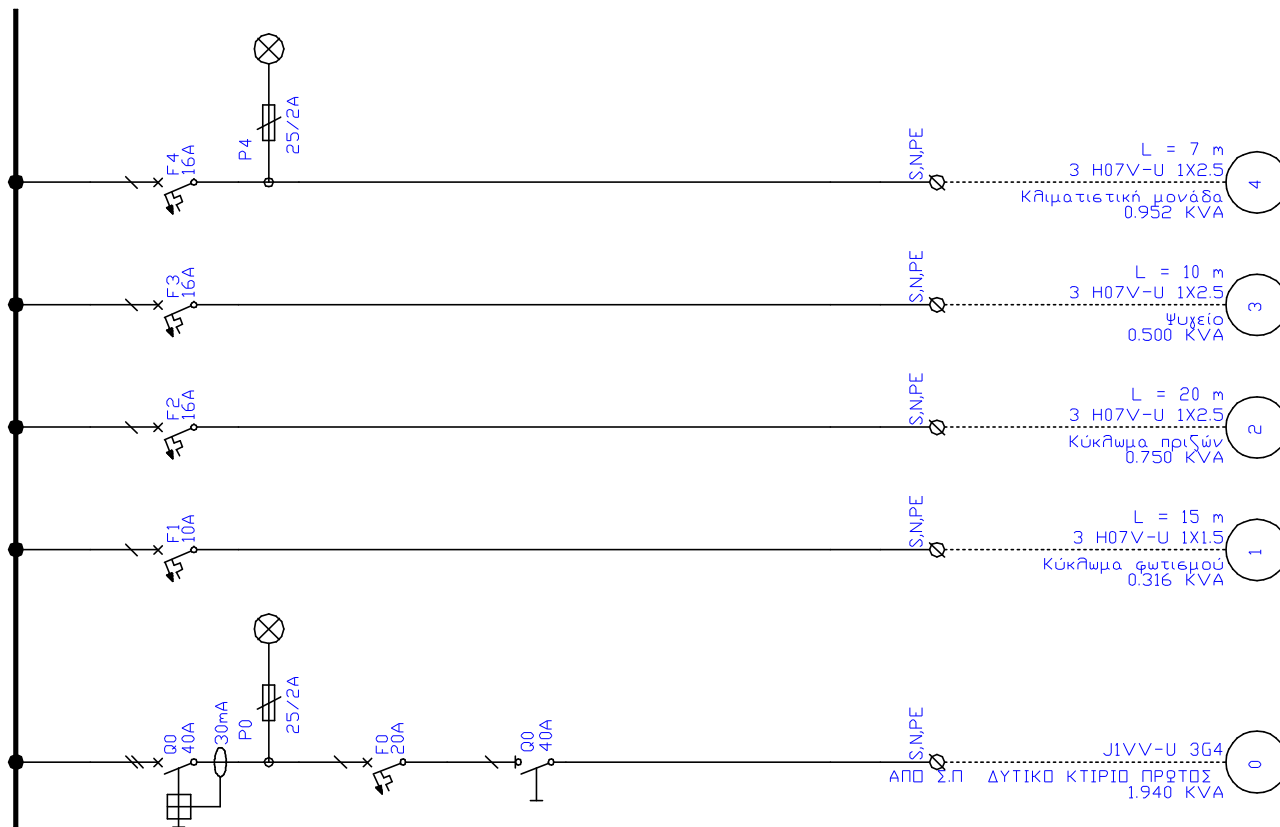 P4
25/2A
F4
16A
S,N,PE
L = 7 m
3 H07V-U 1X2.5
Κλιματιστική μονάδα
0.952 KVA
4
F3
16A
S,N,PE
L = 10 m
3 H07V-U 1X2.5
Ψυγείο
0.500 KVA
3
F2
16A
S,N,PE
L = 20 m
3 H07V-U 1X2.5
Κύκλωμα πριζών
0.750 KVA
2
F1
10A
S,N,PE
L = 15 m
3 H07V-U 1X1.5
Κύκλωμα φωτισμού
0.316 KVA
1
Q0
40A
30mA
P0
25/2A
F0
20A
Q0
40A
S,N,PE
J1VV-U 3G4
ΑΠΟ Σ.Π ΔΥΤΙΚΟ ΚΤΙΡΙΟ ΠΡΩΤΟΣ
1.940 KVA
0